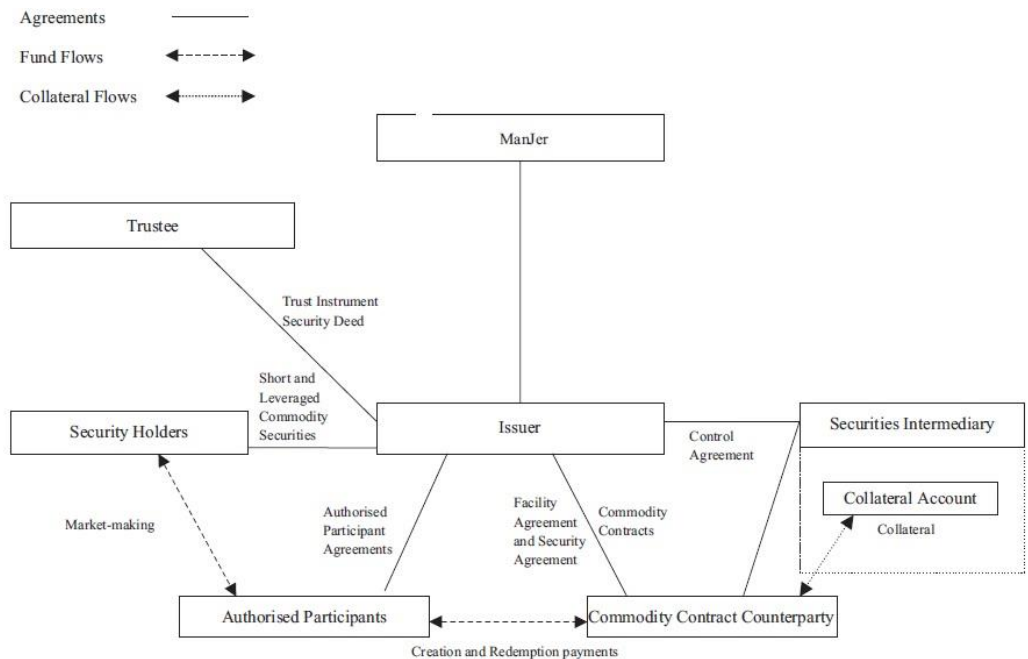 Agreements
Fund Flows
Collateral Flows
ManJer
Trustee
Trust Instrument
Security Deed
Short and
Leveraged
Commodity
Securities
Security Holders
Issuer
Control
Agreement
Securities Intermediary
Collateral Account
Collateral
Market-making
Authorised
Participant
Agreements
Facility
Agreement
and Security
Agreement
Commodity
Contracts
Authorised Participants
Commodity Contract Counterparty
Creation and Redemption payments